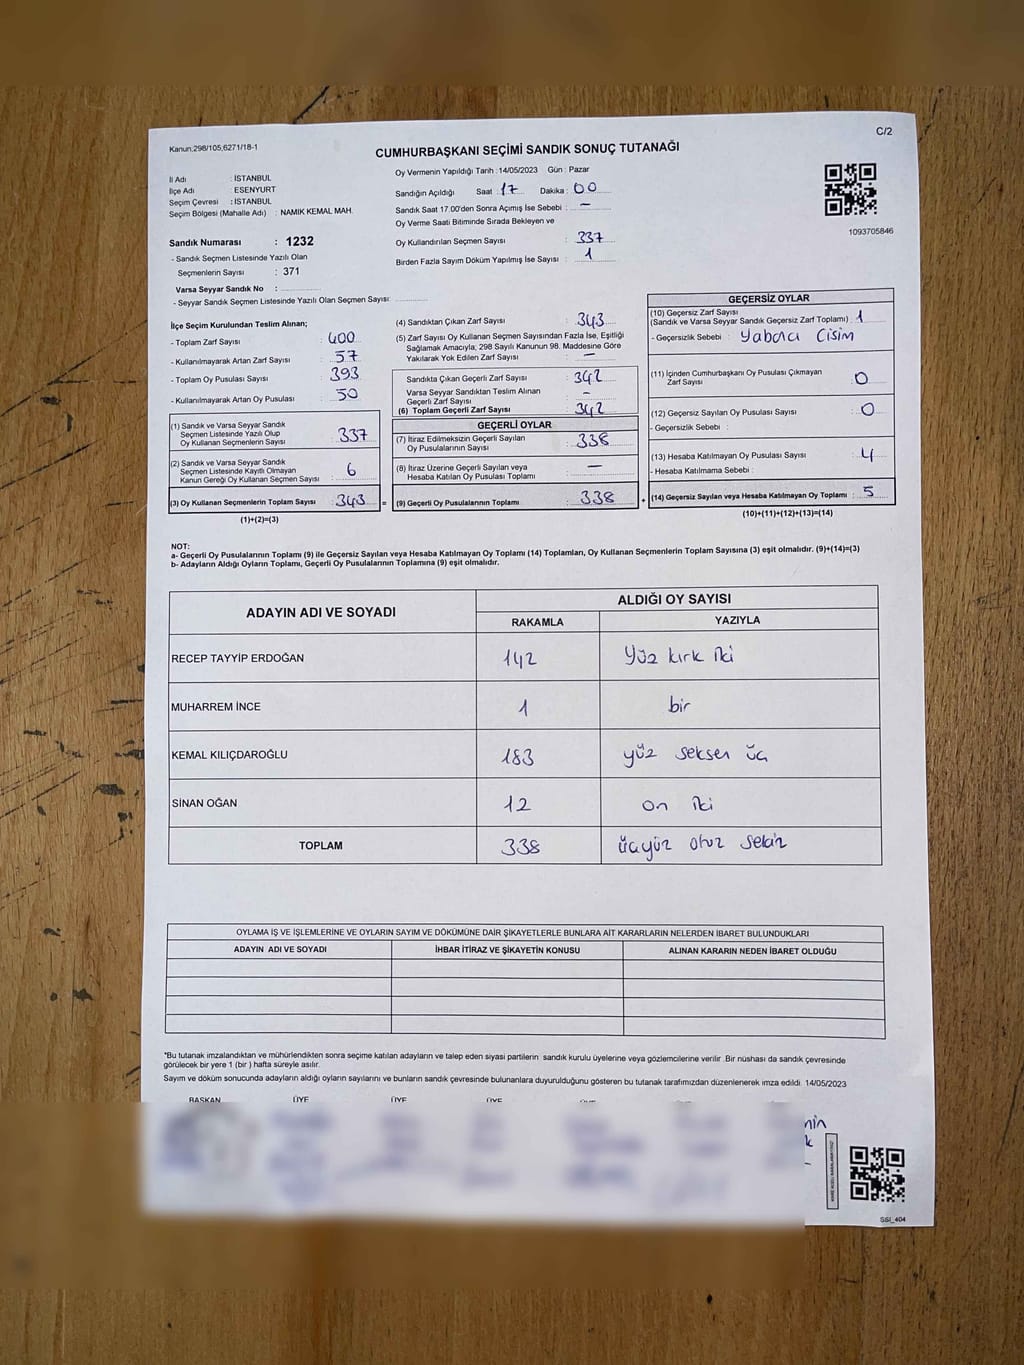 C/2
Kanun.298/105,6271/18-1
CUMHURBAŞKANI SEÇİMİ SANDIK SONUÇ TUTANAĞI
İl Adı : İSTANBUL
İlçe Adı : ESENYURT
Seçim Çevresi : İSTANBUL
Seçim Bölgesi (Mahalle Adı) : NAMIK KEMAL MAH.
Sandık Numarası : 1232
- Sandık Seçmen Listesinde Yazılı Olan
Seçmenlerin Sayısı : 371
Varsa Seyyar Sandık No :
- Seyyar Sandık Seçmen Listesinde Yazılı Olan Seçmen Sayısı:
Oy Vermenin Yapıldığı Tarih : 14/05/2023 Gün : Pazar
Sandığın Açıldığı Saat : 17 Dakika : 00
Sandık Saat 17.00'den Sonra Açımış İse Sebebi : -
Oy Verme Saati Bitiminde Sırada Bekleyen ve
Oy Kullandırılan Seçmen Sayısı : 337
Birden Fazla Sayım Döküm Yapılmış İse Sayısı : 1
1093705846
İlçe Seçim Kurulundan Teslim Alınan;
- Toplam Zarf Sayısı : 400
- Kullanılmayarak Artan Zarf Sayısı : 57
- Toplam Oy Pusulası Sayısı : 393
- Kullanılmayarak Artan Oy Pusulası : 50
(1) Sandık ve Varsa Seyyar Sandık
Seçmen Listesinde Yazılı Olup
Oy Kullanan Seçmenlerin Sayısı : 337
(2) Sandık ve Varsa Seyyar Sandık
Seçmen Listesinde Kayıtlı Olmayan
Kanun Gereği Oy Kullanan Seçmen Sayısı : 6
(3) Oy Kullanan Seçmenlerin Toplam Sayısı : 343 =
(1)+(2)=(3)
(4) Sandıktan Çıkan Zarf Sayısı : 343
(5) Zarf Sayısı Oy Kullanan Seçmen Sayısından Fazla İse, Eşitliği
Sağlamak Amacıyla; 298 Sayılı Kanunun 98. Maddesine Göre
Yakılarak Yok Edilen Zarf Sayısı : -
Sandıkta Çıkan Geçerli Zarf Sayısı : 342
Varsa Seyyar Sandıktan Teslim Alınan
Geçerli Zarf Sayısı : -
(6) Toplam Geçerli Zarf Sayısı : 342
GEÇERLİ OYLAR
(7) İtiraz Edilmeksizin Geçerli Sayılan
Oy Pusulalarının Sayısı : 338
(8) İtiraz Üzerine Geçerli Sayılan veya
Hesaba Katılan Oy Pusulası Toplamı : -
(9) Geçerli Oy Pusulalarının Toplamı : 338 +
GEÇERSİZ OYLAR
(10) Geçersiz Zarf Sayısı
(Sandık ve Varsa Seyyar Sandık Geçersiz Zarf Toplamı) : 1
- Geçersizlik Sebebi : Yabancı Cisim
(11) İçinden Cumhurbaşkanı Oy Pusulası Çıkmayan
Zarf Sayısı : 0
(12) Geçersiz Sayılan Oy Pusulası Sayısı : 0
- Geçersizlik Sebebi :
(13) Hesaba Katılmayan Oy Pusulası Sayısı : 4
- Hesaba Katılmama Sebebi :
(14) Geçersiz Sayılan veya Hesaba Katılmayan Oy Toplamı : 5
(10)+(11)+(12)+(13)=(14)
NOT:
a- Geçerli Oy Pusulalarının Toplamı (9) ile Geçersiz Sayılan veya Hesaba Katılmayan Oy Toplamı (14) Toplamları, Oy Kullanan Seçmenlerin Toplam Sayısına (3) eşit olmalıdır. (9)+(14)=(3)
b- Adayların Aldığı Oyların Toplamı, Geçerli Oy Pusulalarının Toplamına (9) eşit olmalıdır.
ADAYIN ADI VE SOYADI
ALDIĞI OY SAYISI
RAKAMLA YAZIYLA
RECEP TAYYİP ERDOĞAN 142 Yüz kırk iki
MUHARREM İNCE 1 bir
KEMAL KILIÇDAROĞLU 183 yüz seksen üç
SİNAN OĞAN 12 on iki
TOPLAM 338 üçyüz otuz sekiz
OYLAMA İŞ VE İŞLEMLERİNE VE OYLARIN SAYIM VE DÖKÜMÜNE DAİR ŞİKAYETLERLE BUNLARA AİT KARARLARIN NELERDEN İBARET BULUNDUKLARI
ADAYIN ADI VE SOYADI İHBAR İTİRAZ VE ŞİKAYETİN KONUSU ALINAN KARARIN NEDEN İBARET OLDUĞU
*Bu tutanak imzalandıktan ve mühürlendikten sonra seçime katılan adayların ve talep eden siyasi partilerin sandık kurulu üyelerine veya gözlemcilerine verilir. Bir nüshası da sandık çevresinde
görülecek bir yere 1 (bir ) hafta süreyle asılır.
Sayım ve döküm sonucunda adayların aldığı oyların sayılarını ve bunların sandık çevresinde bulunanlara duyurulduğunu gösteren bu tutanak tarafımızdan düzenlenerek imza edildi. 14/05/2023
BAŞKAN ÜYE ÜYE ÜYE
SSI_404